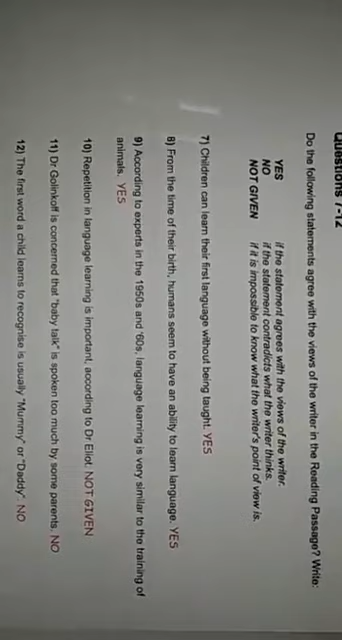 Questions 7-12
Do the following statements agree with the views of the writer in the Reading Passage? Write:
YES if the statement agrees with the views of the writer.
NO if the statement contradicts what the writer thinks.
NOT GIVEN if it is impossible to know what the writer's point of view is.
7) Children can learn their first language without being taught. YES
8) From the time of their birth, humans seem to have an ability to learn language. YES
9) According to experts in the 1950s and '60s, language learning is very similar to the training of
animals. YES
10) Repetition in language learning is important, according to Dr Eliot. NOT GIVEN
11) Dr Golinkoff is concerned that "baby talk" is spoken too much by some parents. NO
12) The first word a child learns to recognise is usually "Mummy" or "Daddy". NO